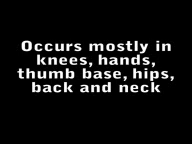 Occurs mostly in
knees, hands,
thumb base, hips,
back and neck